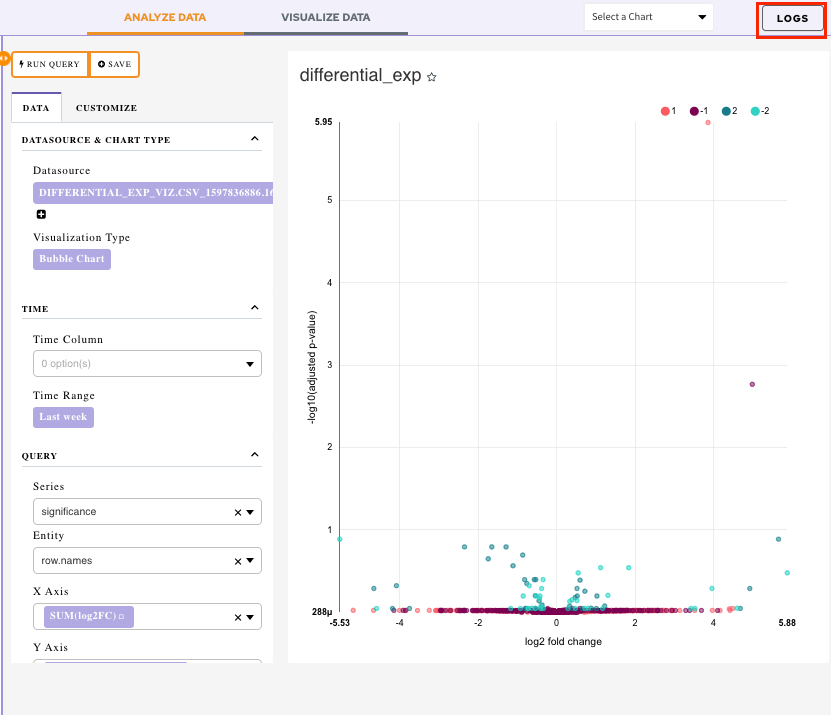 ANALYZE DATA
VISUALIZE DATA
Select a Chart
LOGS
RUN QUERY
SAVE
DATA
CUSTOMIZE
DATASOURCE & CHART TYPE
Datasource
DIFFERENTIAL_EXP_VIZ.CSV_1597836886.16
Visualization Type
Bubble Chart
TIME
Time Column
0 option(s)
Time Range
Last week
QUERY
Series
significance
Entity
row.names
X Axis
SUM(log2FC)
Y Axis
differential_exp
1 -1 2 -2
5.95
5
4
3
2
1
288μ
-log10(adjusted p-value)
-5.53 -4 -2 0 2 4 5.88
log2 fold change